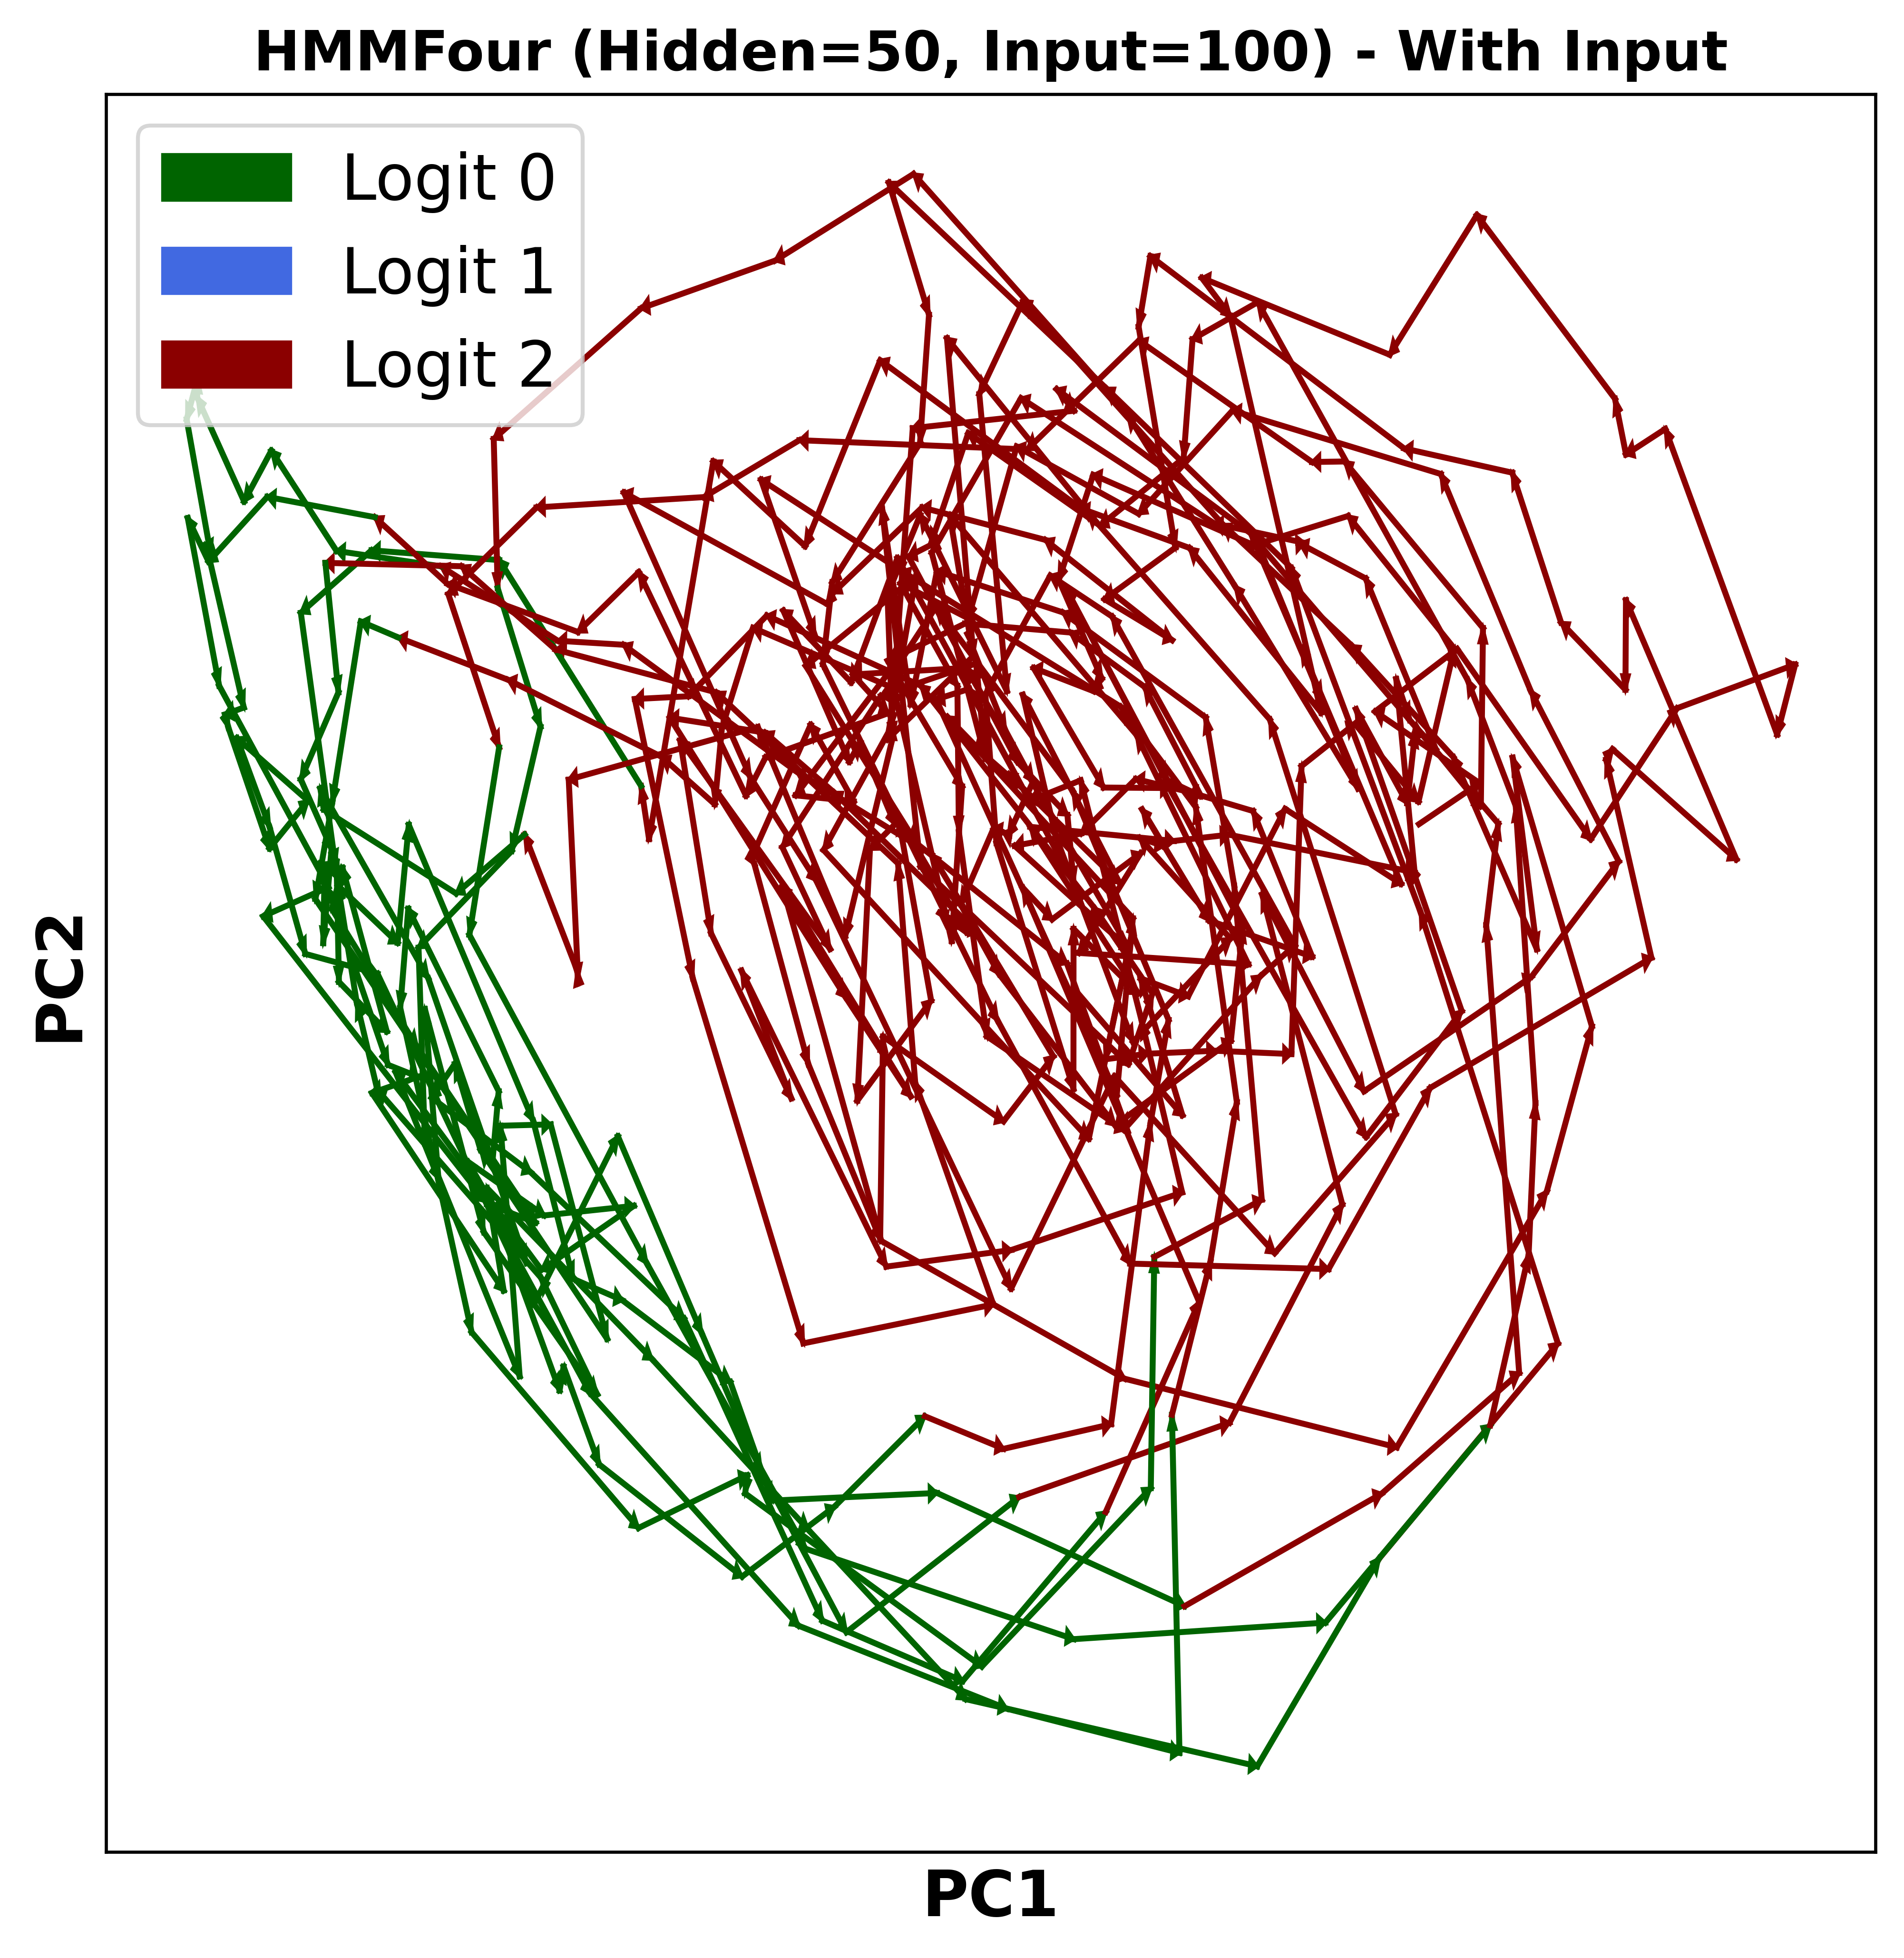 HMMFour (Hidden=50, Input=100) - With Input
Logit 0
Logit 1
Logit 2
PC2
PC1